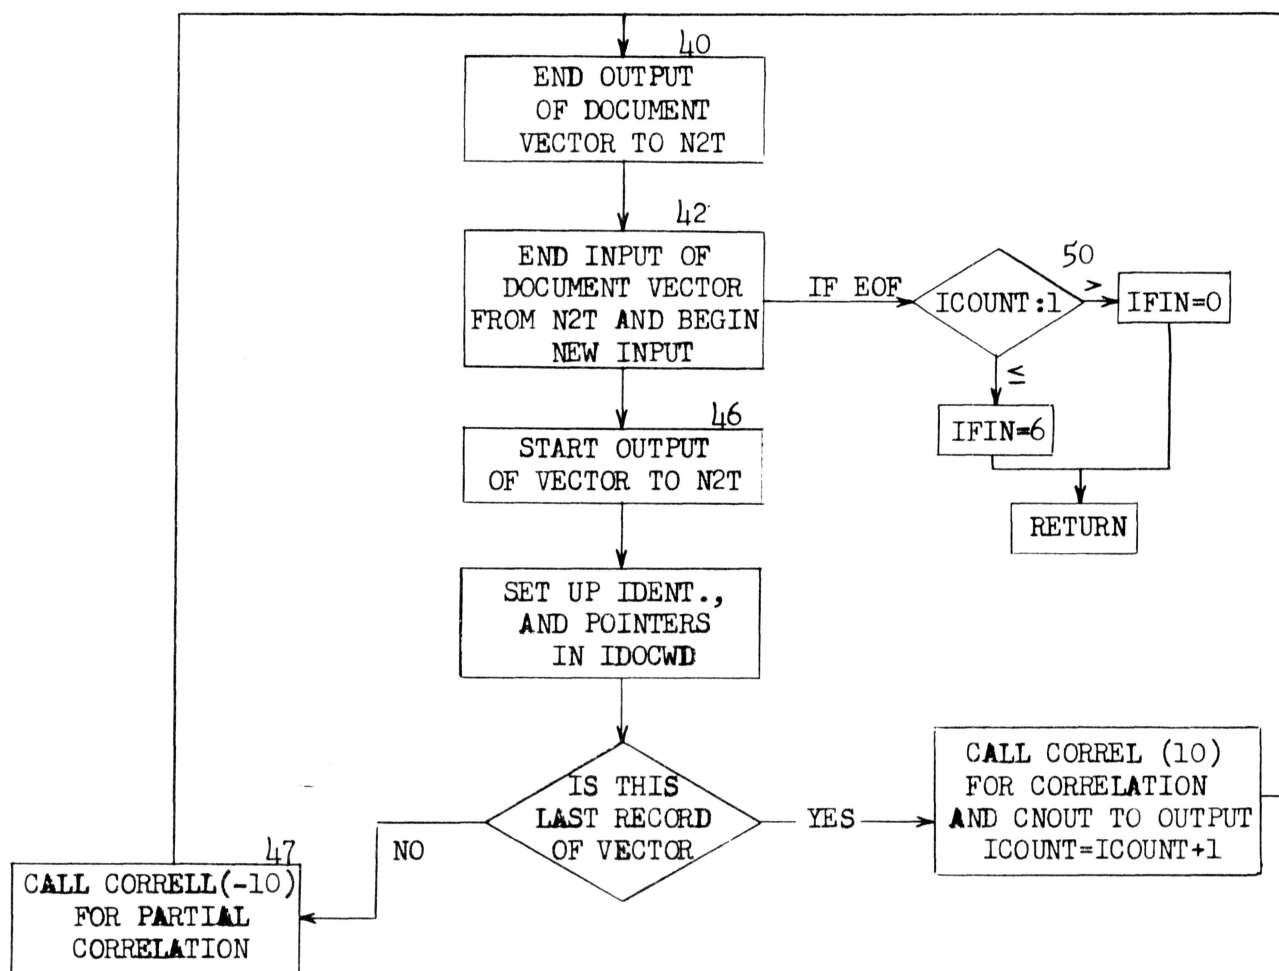 40
END OUTPUT
OF DOCUMENT
VECTOR TO N2T
42
END INPUT OF
DOCUMENT VECTOR
FROM N2T AND BEGIN
NEW INPUT
IF EOF
50
ICOUNT:1
>
IFIN=0
≤
IFIN=6
RETURN
46
START OUTPUT
OF VECTOR TO N2T
SET UP IDENT.,
AND POINTERS
IN IDOCWD
IS THIS
LAST RECORD
OF VECTOR
YES
CALL CORREL (10)
FOR CORRELATION
AND CNOUT TO OUTPUT
ICOUNT=ICOUNT+1
NO
47
CALL CORRELL(-10)
FOR PARTIAL
CORRELATION